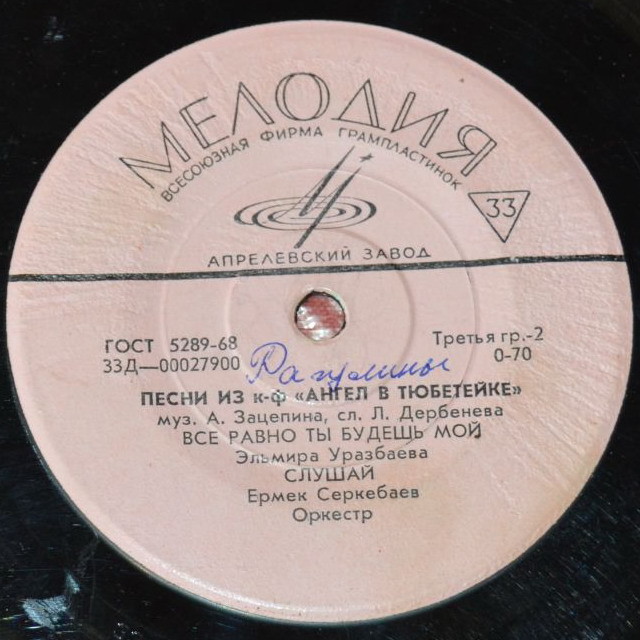 МЕЛОДИЯ
ВСЕСОЮЗНАЯ ФИРМА ГРАМПЛАСТИНОК
33
АПРЕЛЕВСКИЙ ЗАВОД
ГОСТ 5289-68
Третья гр.-2
33Д—00027900
0-70
ПЕСНИ ИЗ к-ф «АНГЕЛ В ТЮБЕТЕЙКЕ»
муз. А. Зацепина, сл. Л. Дербенева
ВСЕ РАВНО ТЫ БУДЕШЬ МОЙ
Эльмира Уразбаева
СЛУШАЙ
Ермек Серкебаев
Оркестр